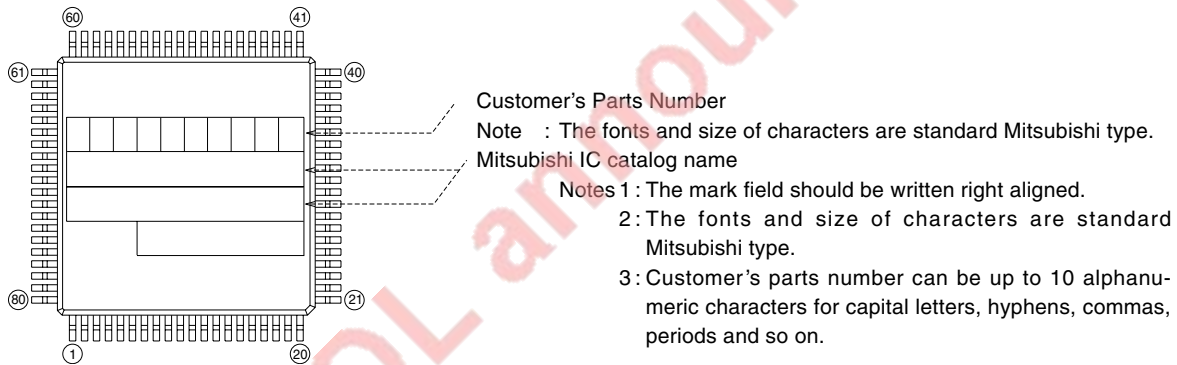 60 41
61 40
Customer's Parts Number
Note : The fonts and size of characters are standard Mitsubishi type.
Mitsubishi IC catalog name
Notes 1 : The mark field should be written right aligned.
2 : The fonts and size of characters are standard
Mitsubishi type.
3 : Customer's parts number can be up to 10 alphanu-
meric characters for capital letters, hyphens, commas,
periods and so on.
80 21
1 20
OL annou